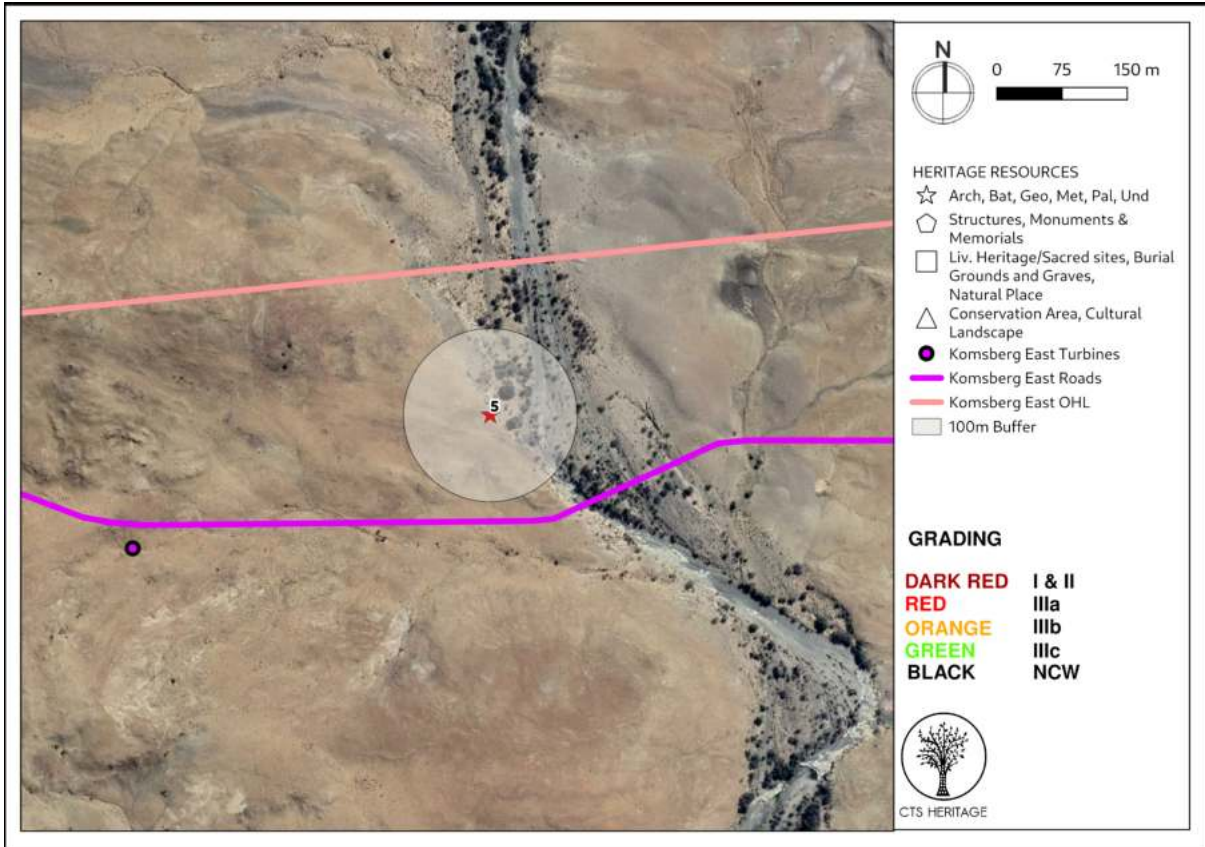 5
N
0 75 150 m
HERITAGE RESOURCES
Arch, Bat, Geo, Met, Pal, Und
Structures, Monuments &
Memorials
Liv. Heritage/Sacred sites, Burial
Grounds and Graves,
Natural Place
Conservation Area, Cultural
Landscape
Komsberg East Turbines
Komsberg East Roads
Komsberg East OHL
100m Buffer
GRADING
DARK RED I & II
RED IIIa
ORANGE IIIb
GREEN IIIc
BLACK NCW
CTS HERITAGE